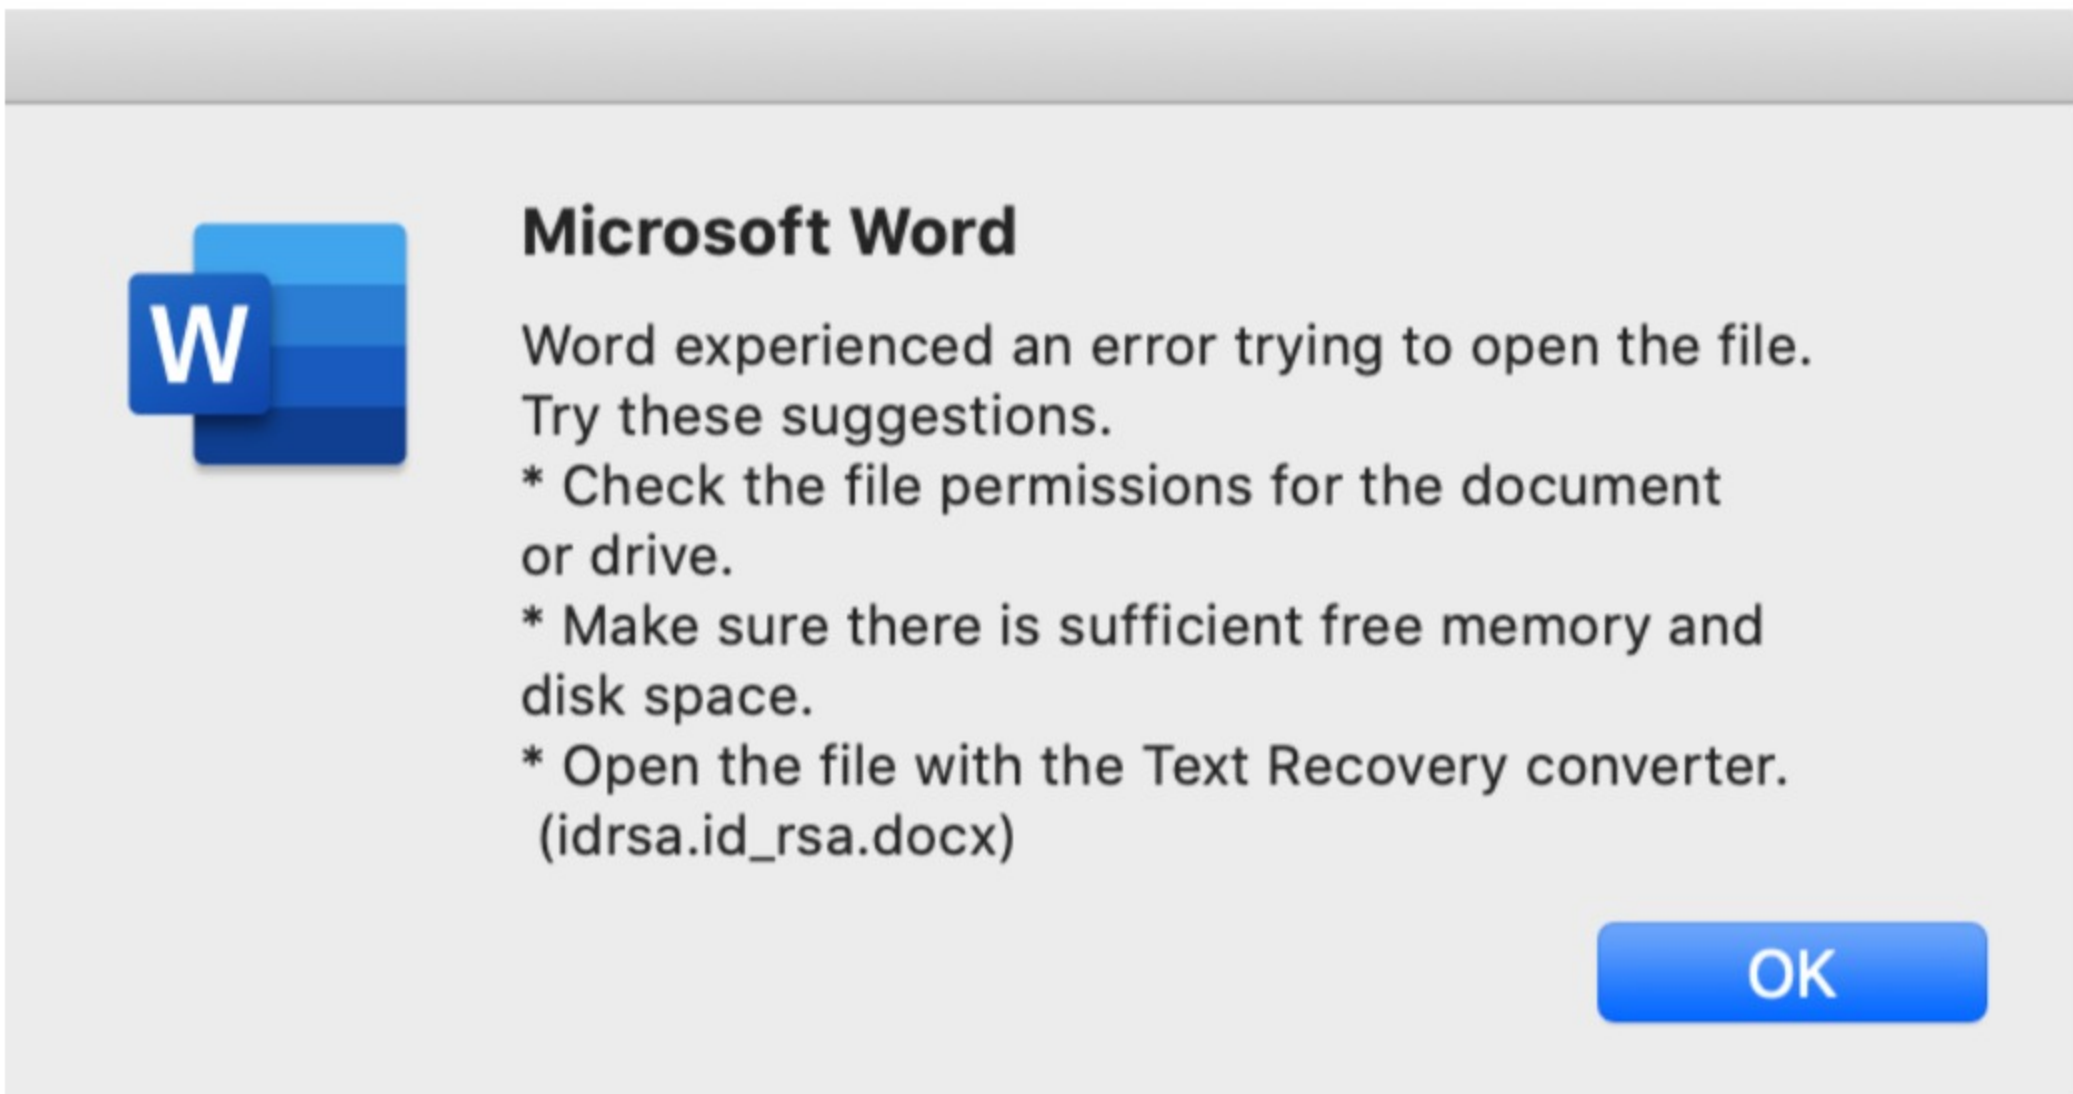 Microsoft Word
W
Word experienced an error trying to open the file.
Try these suggestions.
* Check the file permissions for the document
or drive.
* Make sure there is sufficient free memory and
disk space.
* Open the file with the Text Recovery converter.
(idrsa.id_rsa.docx)
OK